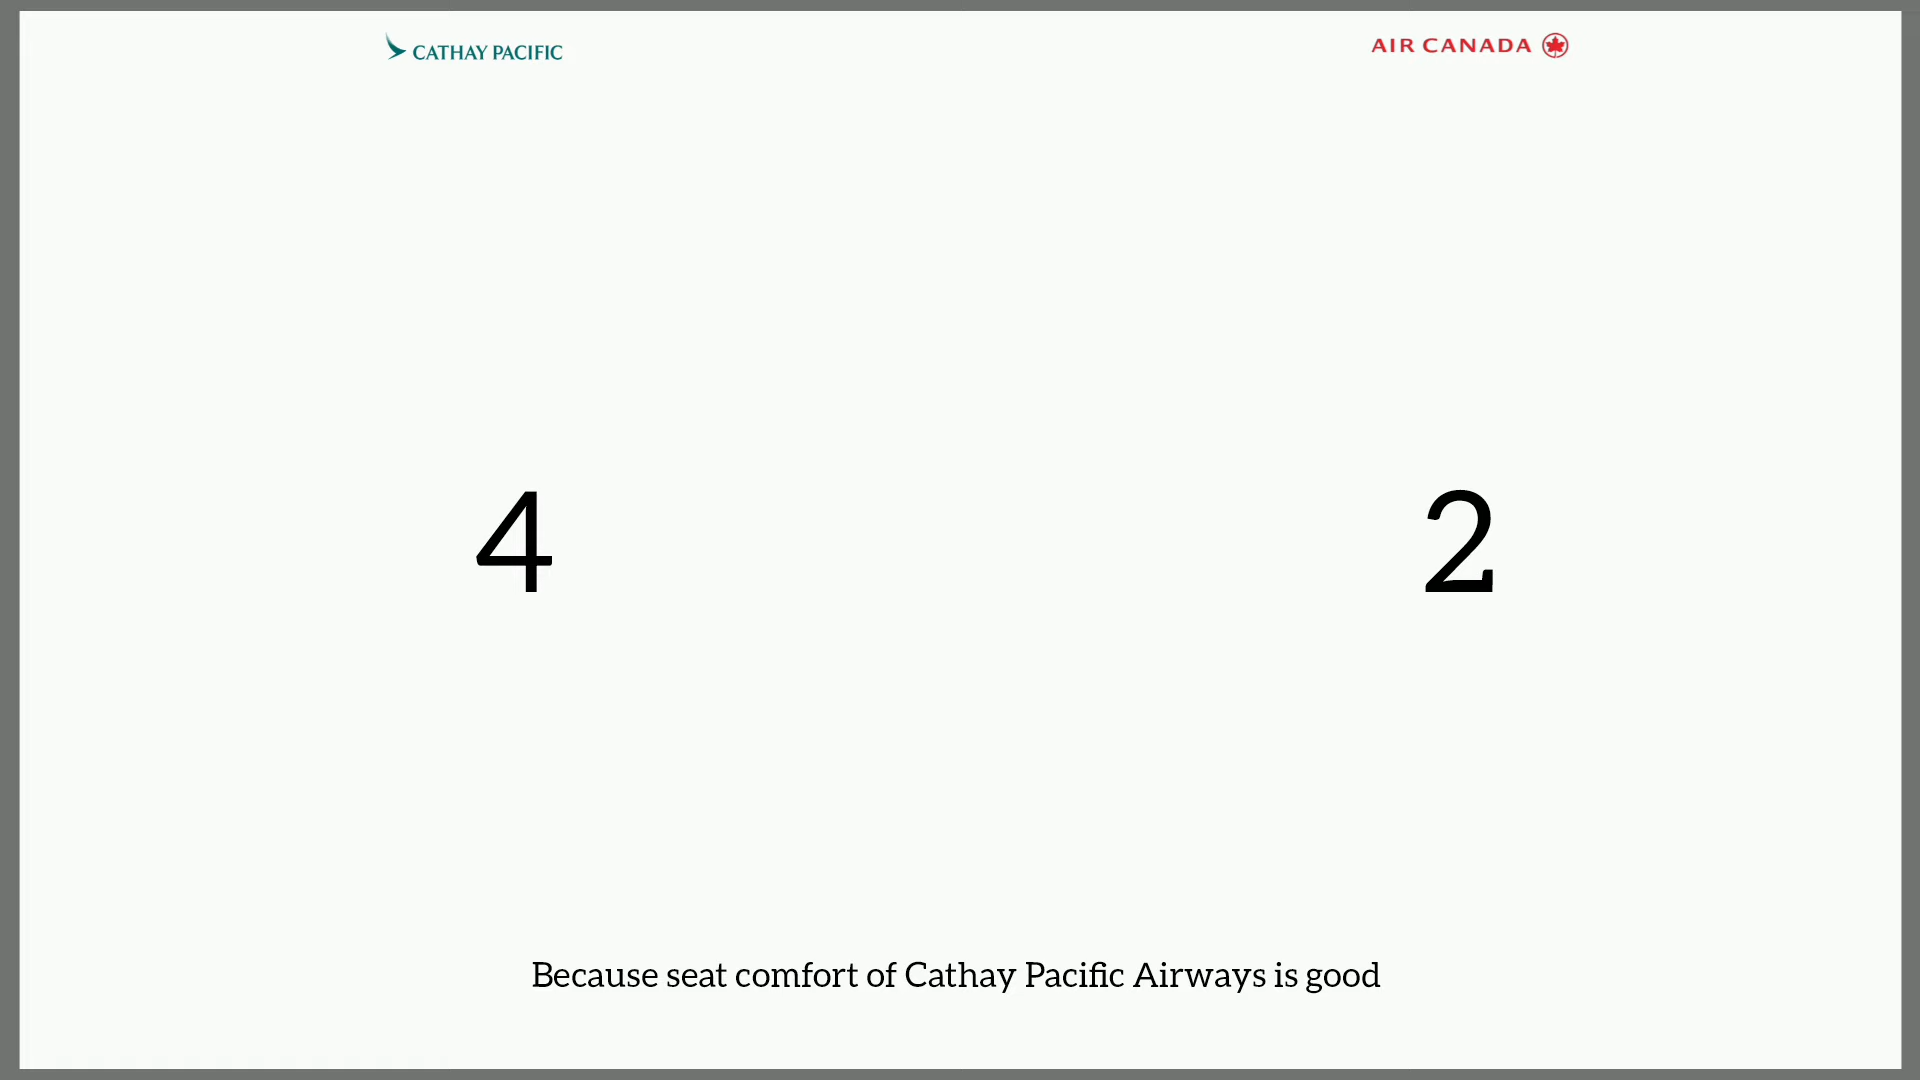 CATHAY PACIFIC
AIR CANADA
4
2
Because seat comfort of Cathay Pacific Airways is good